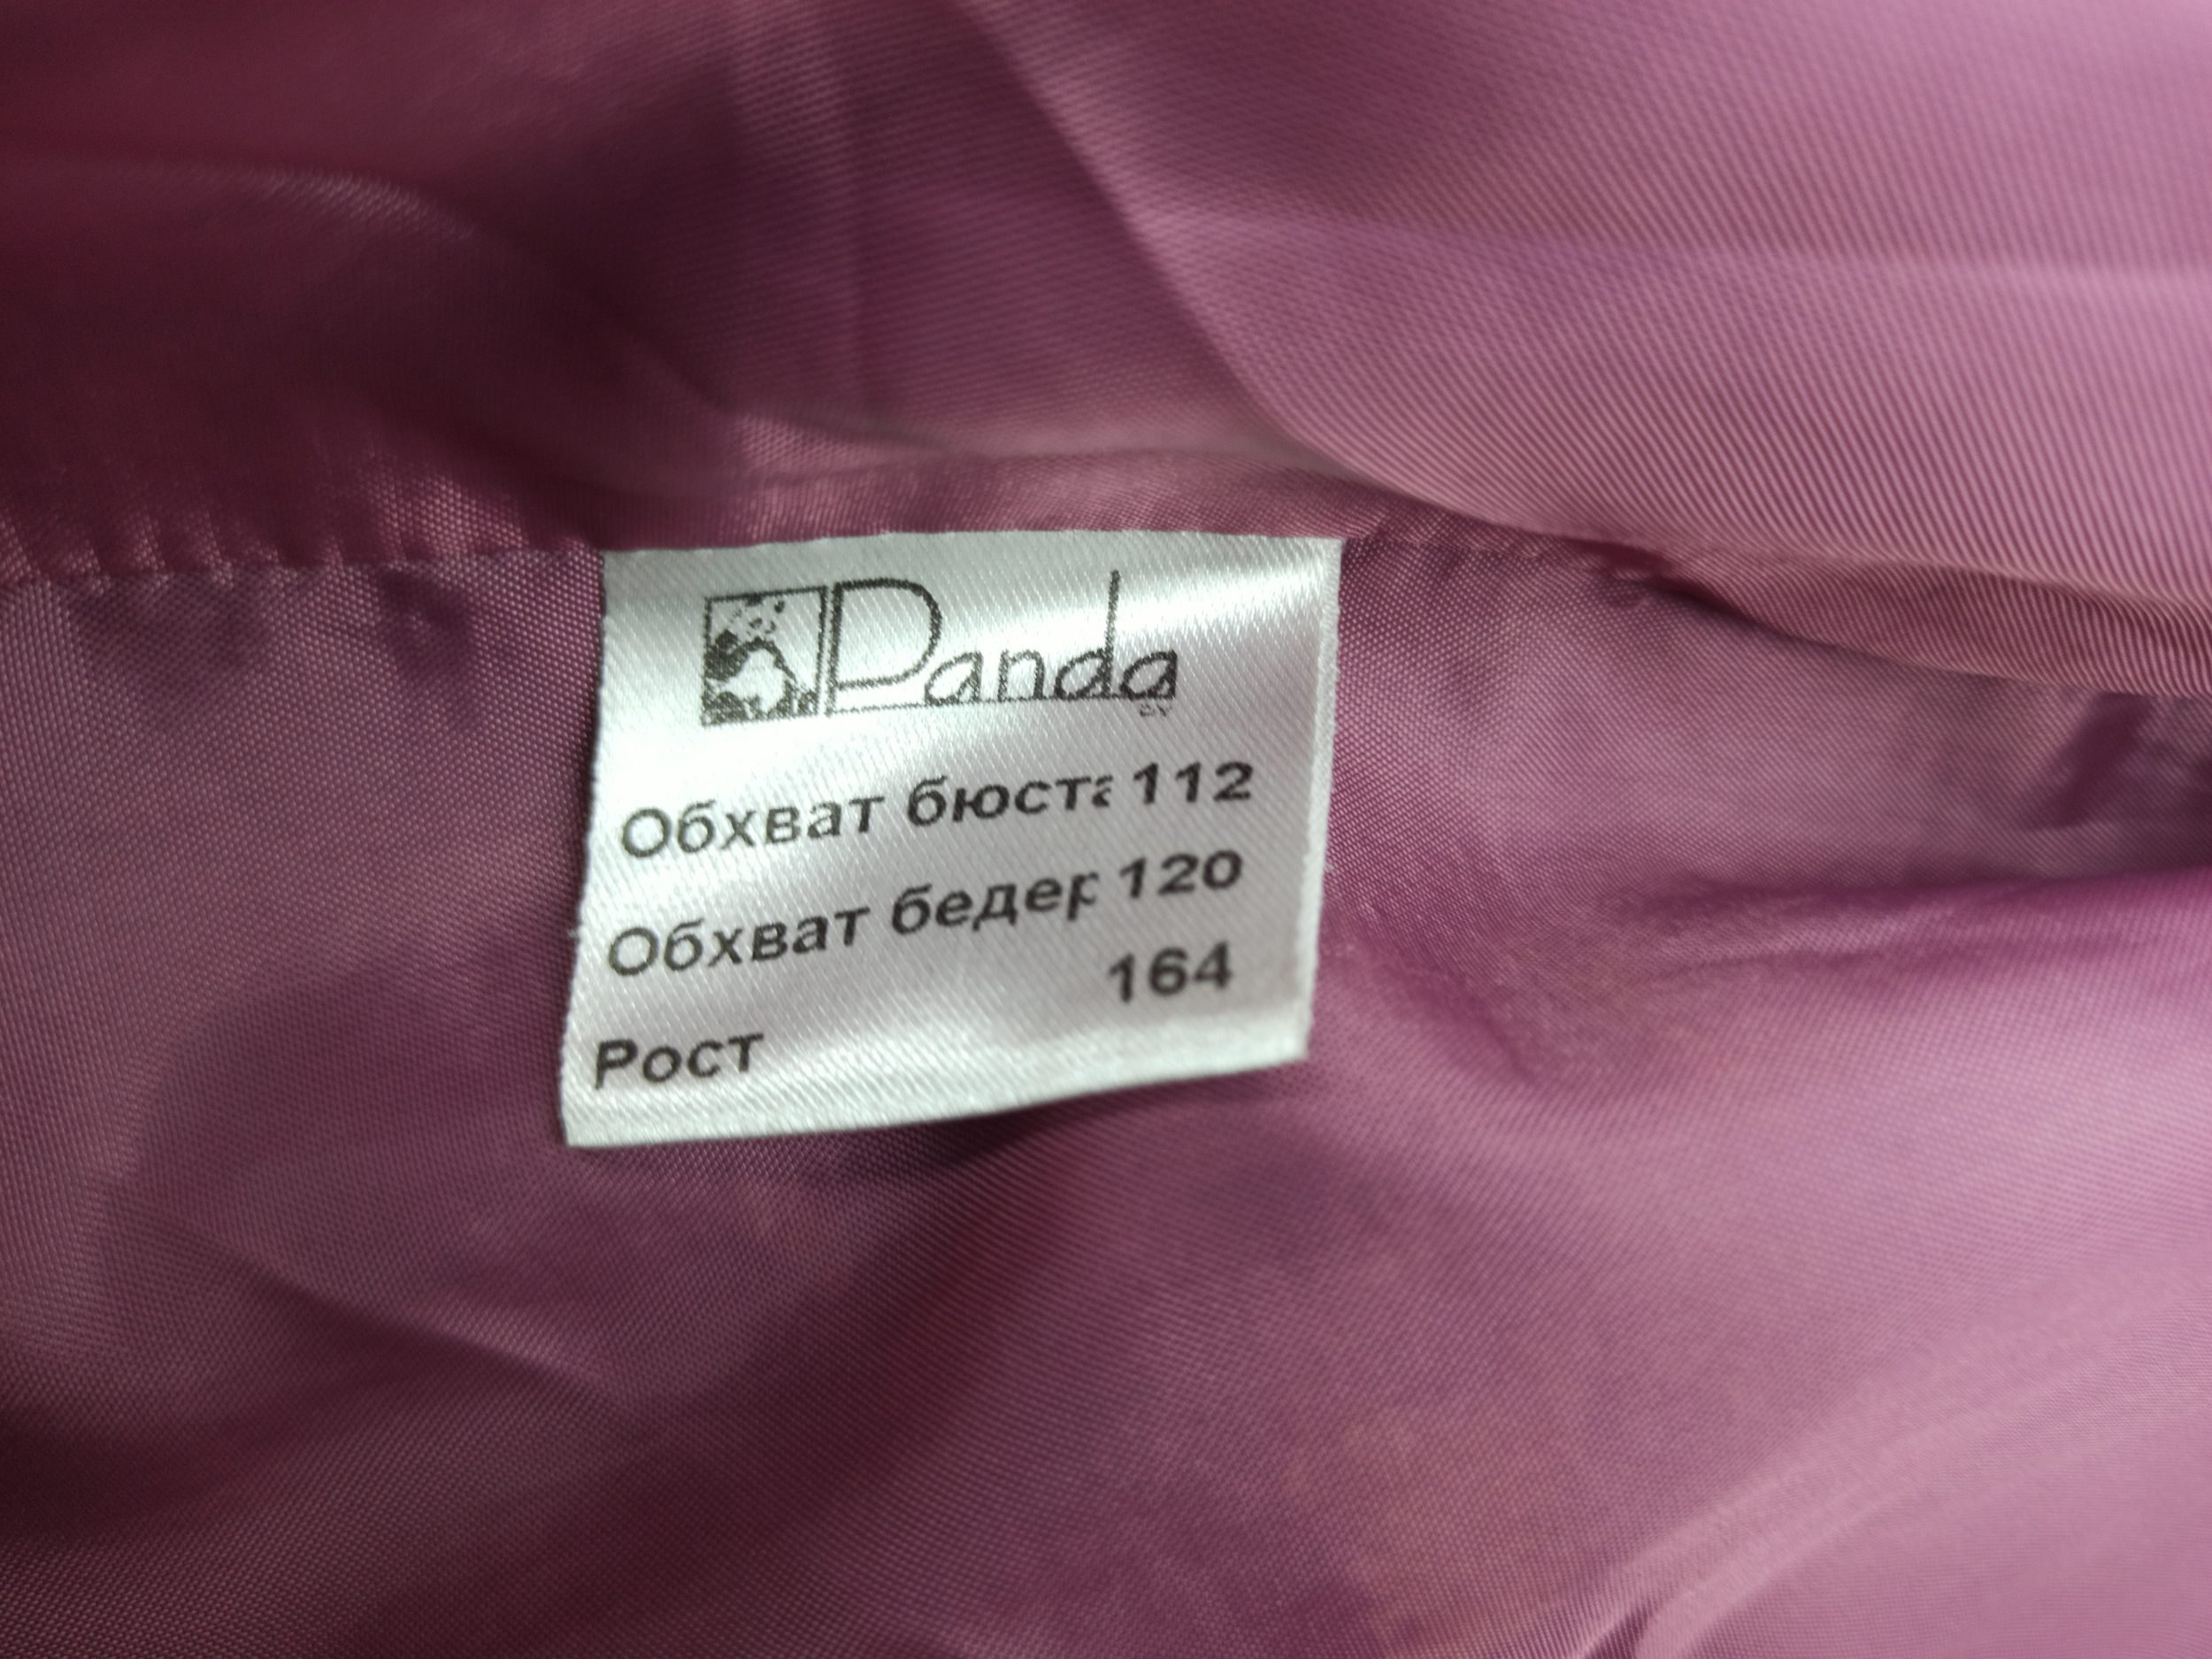 Panda
Обхват бюста 112
Обхват бедер 120
164
Рост